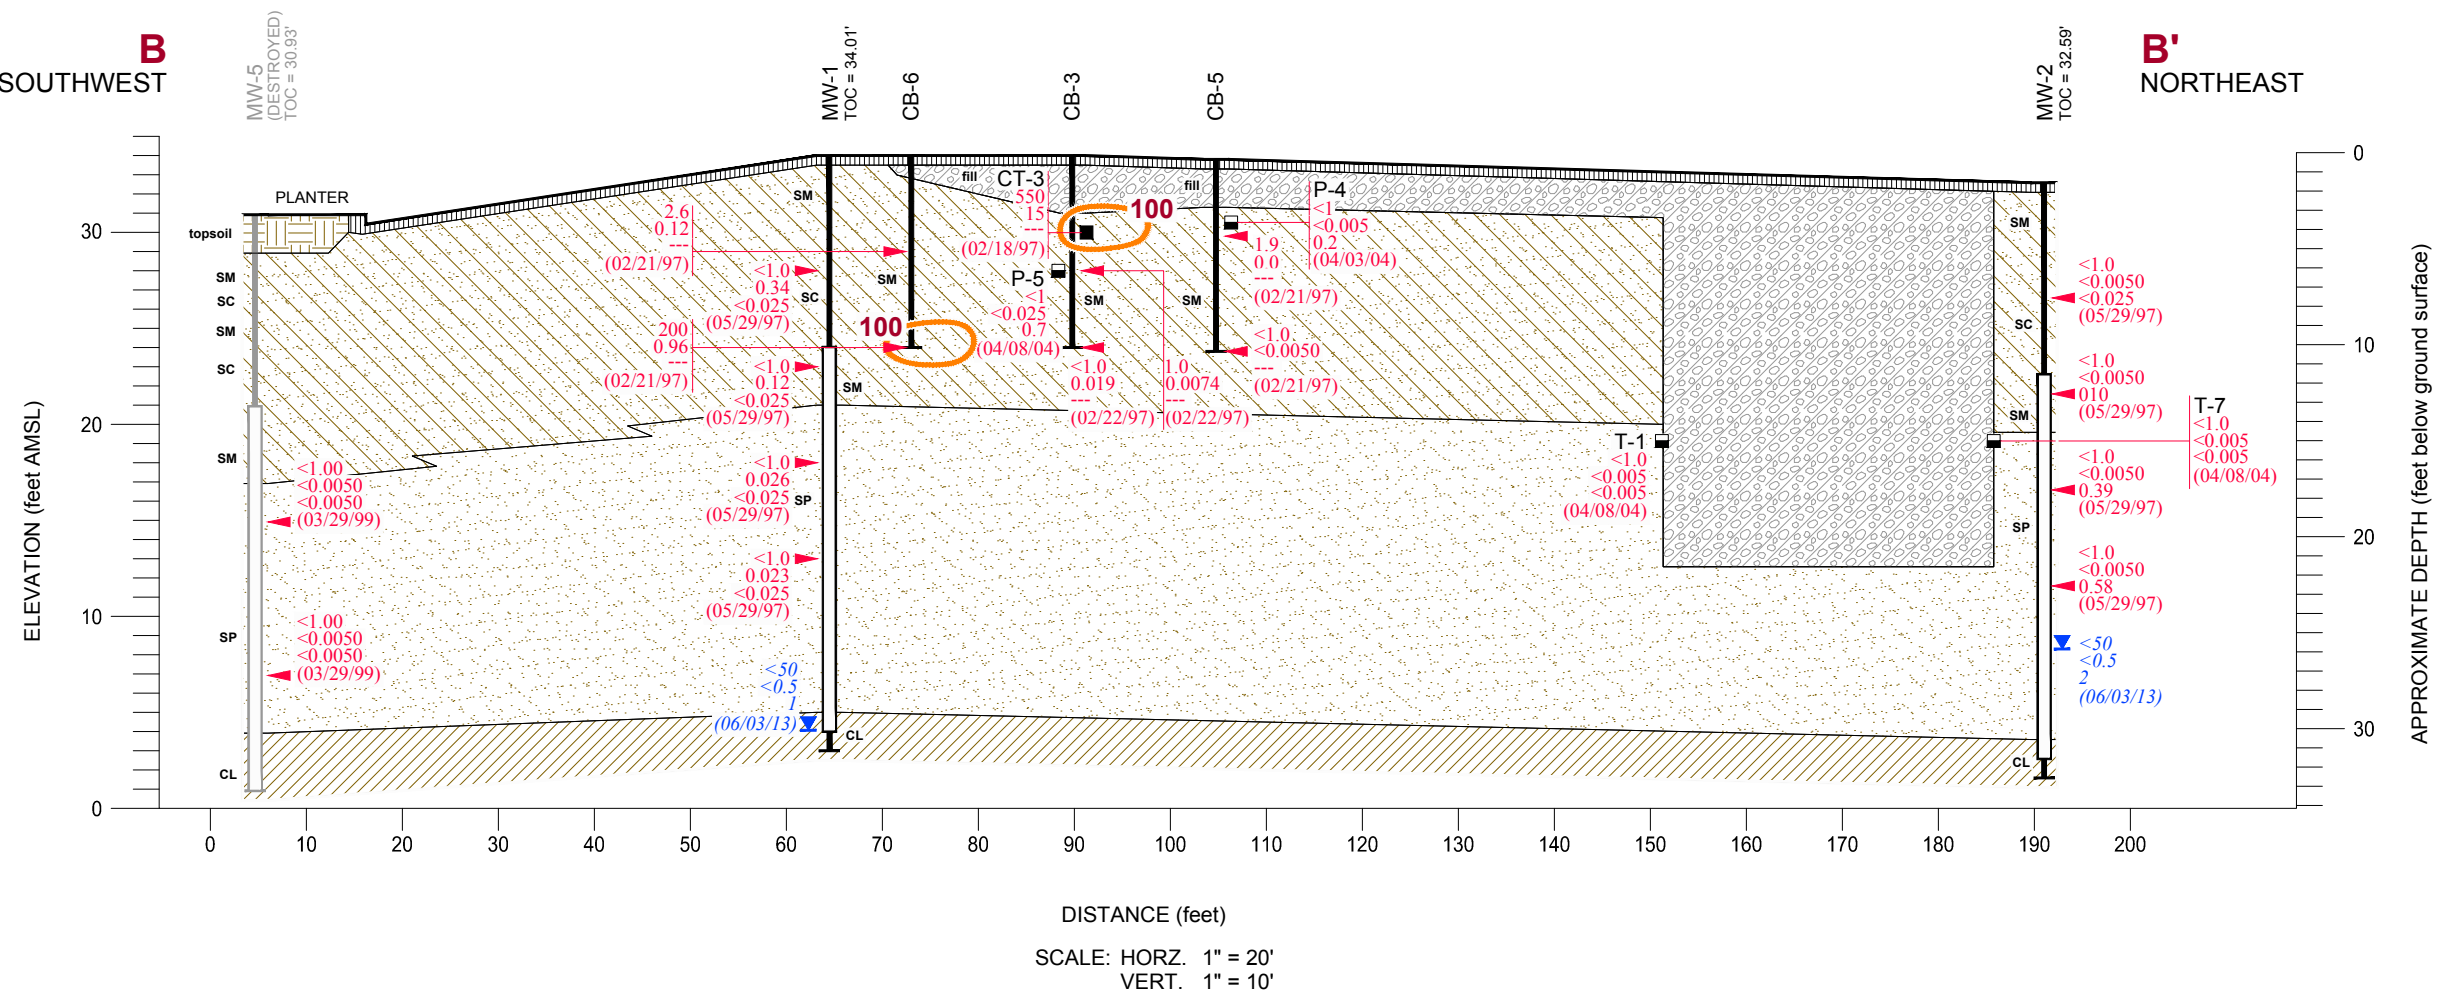 B
SOUTHWEST
MW-5
(DESTROYED)
TOC = 30.93'
MW-1
TOC = 34.01'
CB-6
CB-3
CB-5
MW-2
TOC = 32.59'
B'
NORTHEAST
PLANTER
topsoil
SM
SC
SM
SC
SM
SP
CL
<1.00
<0.0050
<0.0050
(03/29/99)
<1.00
<0.0050
<0.0050
(03/29/99)
2.6
0.12
---
(02/21/97)
200
0.96
---
(02/21/97)
SM
<1.0
0.34
<0.025
(05/29/97)
SC
<1.0
0.12
<0.025
(05/29/97)
SM
<1.0
0.026
<0.025
(05/29/97)
SP
<1.0
0.023
<0.025
(05/29/97)
<50
<0.5
1
(06/03/13)
CL
SM
100
fill
CT-3
550
15
---
(02/18/97)
100
P-5
<1
<0.025
0.7
(04/08/04)
SM
<1.0
0.019
---
(02/22/97)
1.0
0.0074
---
(02/22/97)
fill
SM
P-4
<1
<0.005
0.2
(04/03/04)
1.9
0.0
---
(02/21/97)
<1.0
<0.0050
---
(02/21/97)
T-1
<1.0
<0.005
<0.005
(04/08/04)
SM
SC
SM
SP
CL
<1.0
<0.0050
<0.025
(05/29/97)
<1.0
<0.0050
010
(05/29/97)
<1.0
<0.0050
0.39
(05/29/97)
<1.0
<0.0050
0.58
(05/29/97)
<50
<0.5
2
(06/03/13)
T-7
<1.0
<0.005
<0.005
(04/08/04)
ELEVATION (feet AMSL)
30
20
10
0
APPROXIMATE DEPTH (feet below ground surface)
0
10
20
30
0 10 20 30 40 50 60 70 80 90 100 110 120 130 140 150 160 170 180 190 200
DISTANCE (feet)
SCALE: HORZ. 1" = 20'
VERT. 1" = 10'